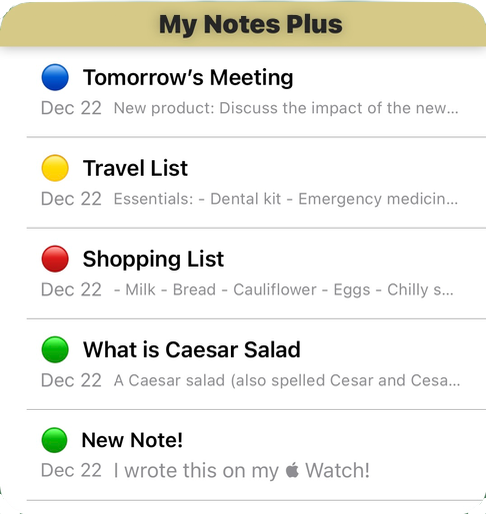 My Notes Plus
Tomorrow’s Meeting
Dec 22 New product: Discuss the impact of the new...
Travel List
Dec 22 Essentials: - Dental kit - Emergency medicin...
Shopping List
Dec 22 - Milk - Bread - Cauliflower - Eggs - Chilly s...
What is Caesar Salad
Dec 22 A Caesar salad (also spelled Cesar and Cesa...
New Note!
Dec 22 I wrote this on my  Watch!